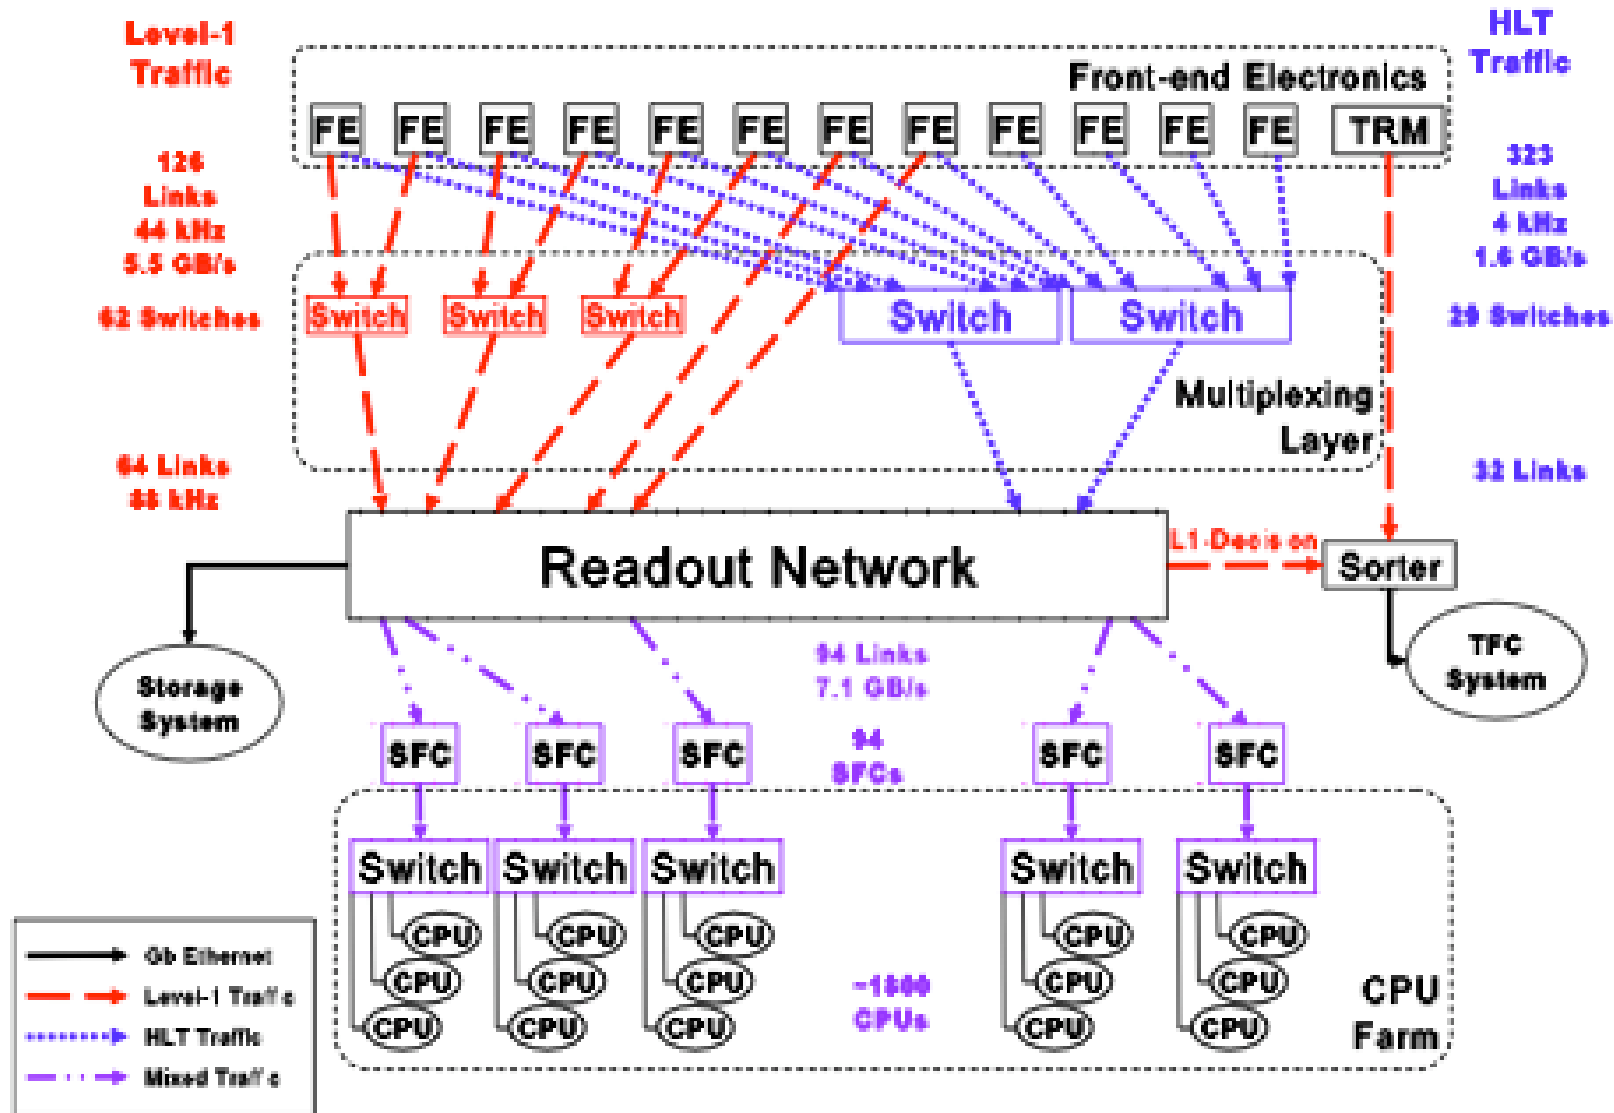 Level-1
Traffic
HLT
Traffic
Front-end Electronics
FE FE FE FE FE FE FE FE FE FE FE FE TRM
126
Links
44 kHz
5.5 GB/s
323
Links
4 kHz
1.6 GB/s
62 Switches
Switch Switch Switch Switch Switch
29 Switches
Multiplexing
Layer
64 Links
88 kHz
32 Links
Readout Network
L1-Decision
Sorter
Storage
System
TFC
System
94 Links
7.1 GB/s
SFC SFC SFC SFC SFC
94
SFCs
Switch Switch Switch Switch Switch
CPU CPU CPU CPU CPU
CPU CPU CPU CPU CPU
CPU CPU CPU CPU CPU
~1800
CPUs
CPU
Farm
Gb Ethernet
Level-1 Traffic
HLT Traffic
Mixed Traffic